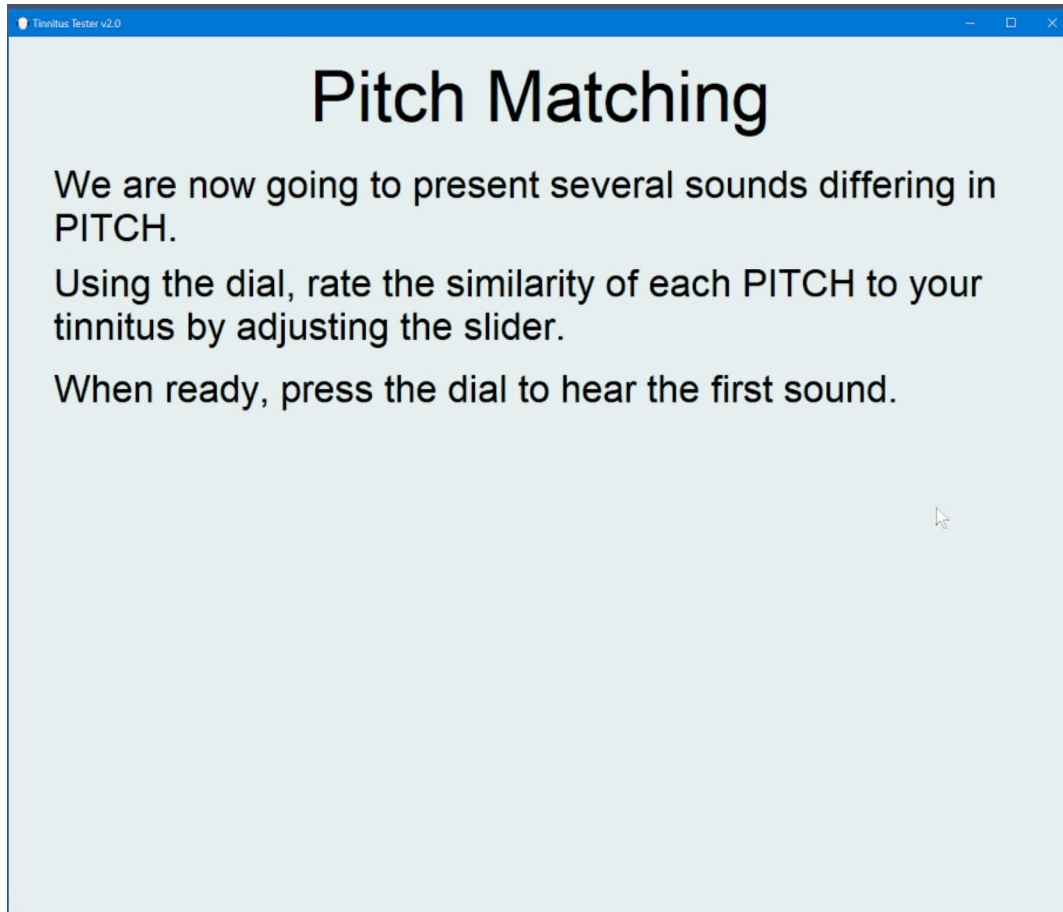 Tinnitus Tester v2.0
Pitch Matching
We are now going to present several sounds differing in
PITCH.
Using the dial, rate the similarity of each PITCH to your
tinnitus by adjusting the slider.
When ready, press the dial to hear the first sound.